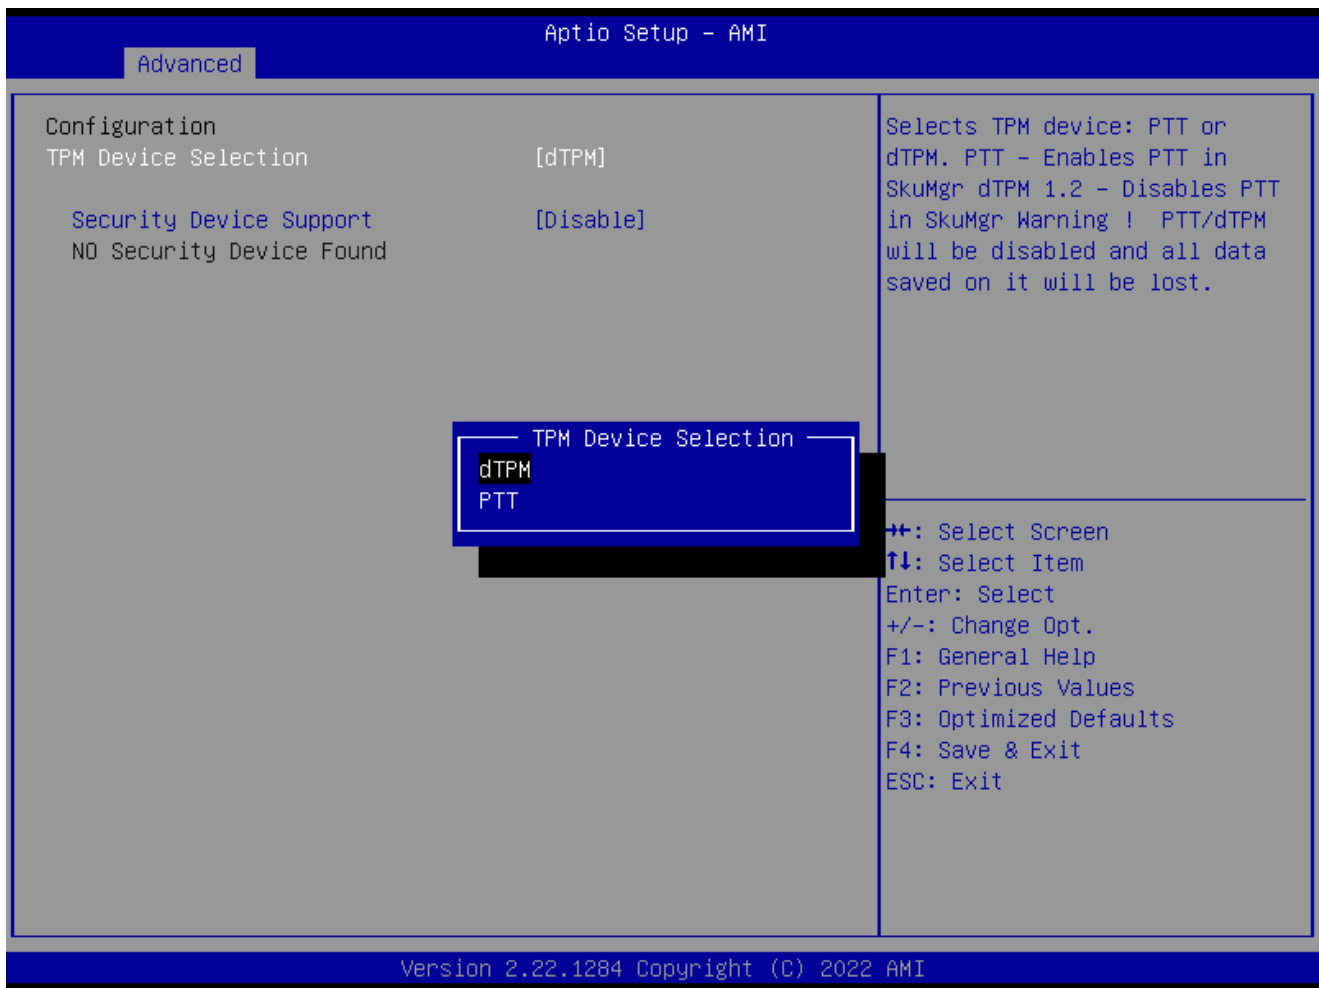 Aptio Setup – AMI
Advanced
Configuration
TPM Device Selection [dTPM]
Security Device Support [Disable]
NO Security Device Found
Selects TPM device: PTT or
dTPM. PTT – Enables PTT in
SkuMgr dTPM 1.2 – Disables PTT
in SkuMgr Warning ! PTT/dTPM
will be disabled and all data
saved on it will be lost.
TPM Device Selection
dTPM
PTT
→←: Select Screen
↑↓: Select Item
Enter: Select
+/-: Change Opt.
F1: General Help
F2: Previous Values
F3: Optimized Defaults
F4: Save & Exit
ESC: Exit
Version 2.22.1284 Copyright (C) 2022 AMI